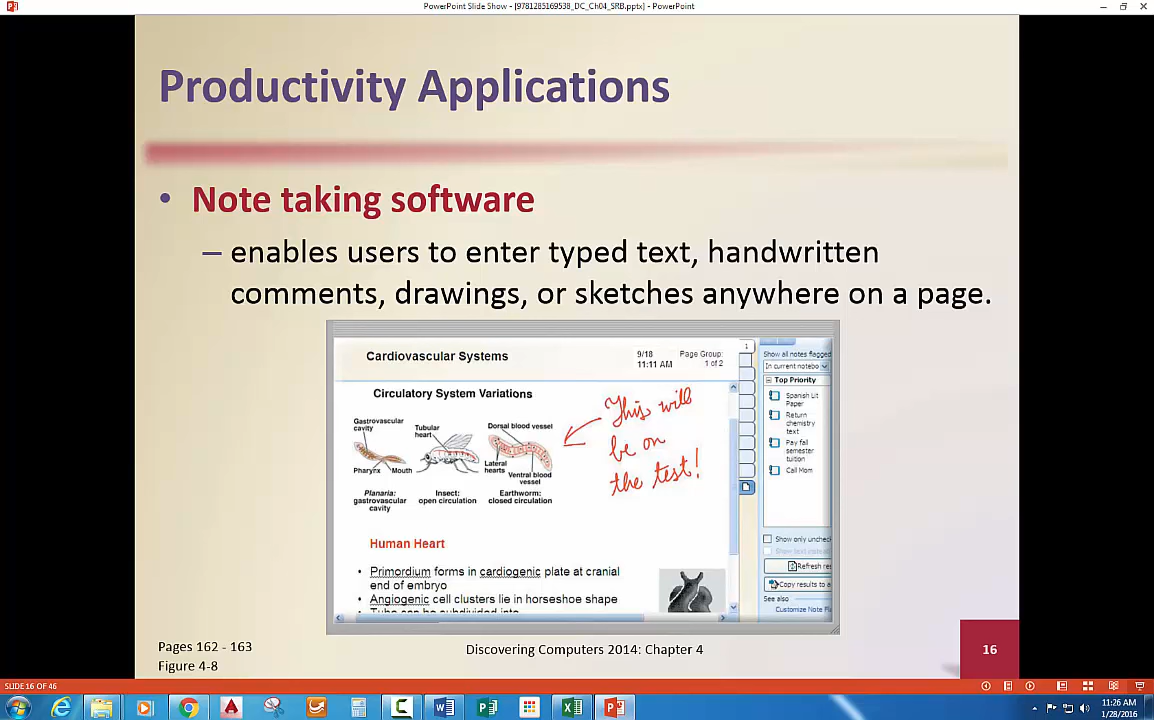 PowerPoint Slide Show - [9781285169538_DC_Ch04_SRB.pptx] - PowerPoint
Productivity Applications
• Note taking software
– enables users to enter typed text, handwritten
comments, drawings, or sketches anywhere on a page.
Cardiovascular Systems
9/18
11:11 AM
Page Group:
1 of 2
1
Circulatory System Variations
Gastrovascular
cavity
Pharynx
Mouth
Planaria:
gastrovascular
cavity
Tubular
heart
Insect:
open circulation
Dorsal blood vessel
Lateral
hearts
Ventral blood
vessel
Earthworm:
closed circulation
This will
be on
the test!
Human Heart
• Primordium forms in cardiogenic plate at cranial
end of embryo
• Angiogenic cell clusters lie in horseshoe shape
Show all notes flagged
In current notebo
Top Priority
Spanish Lit
Paper
Return
chemistry
text
Pay fall
semester
tuition
Call Mom
Show only unchec
Refresh res
Copy results to a
See also
Customize Note Fl
Pages 162 - 163
Figure 4-8
Discovering Computers 2014: Chapter 4
16
SLIDE 16 OF 46
11:26 AM
1/28/2016